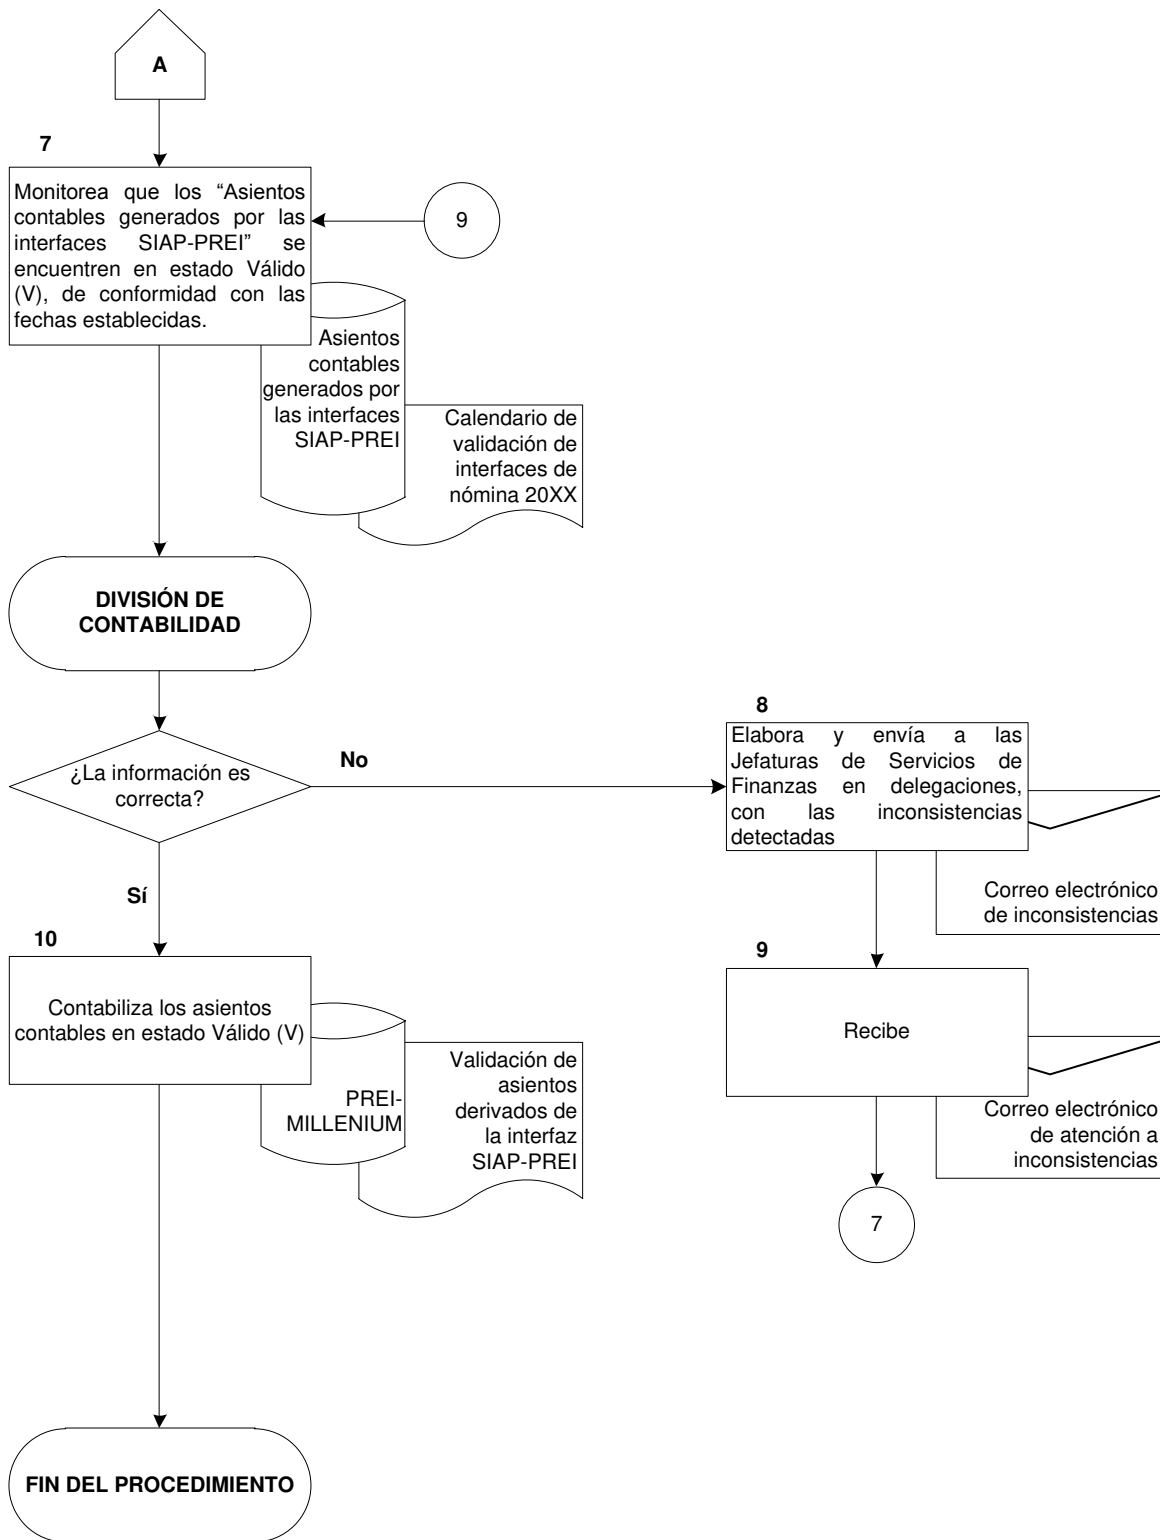 A
7
Monitorea que los “Asientos
contables generados por las
interfaces SIAP-PREI” se
encuentren en estado Válido
(V), de conformidad con las
fechas establecidas.
9
Asientos
contables
generados por
las interfaces
SIAP-PREI
Calendario de
validación de
interfaces de
nómina 20XX
DIVISIÓN DE
CONTABILIDAD
¿La información es
correcta?
No
Sí
8
Elabora y envía a las
Jefaturas de Servicios de
Finanzas en delegaciones,
con las inconsistencias
detectadas
Correo electrónico
de inconsistencias
9
Recibe
Correo electrónico
de atención a
inconsistencias
7
10
Contabiliza los asientos
contables en estado Válido (V)
PREI-
MILLENIUM
Validación de
asientos
derivados de
la interfaz
SIAP-PREI
FIN DEL PROCEDIMIENTO